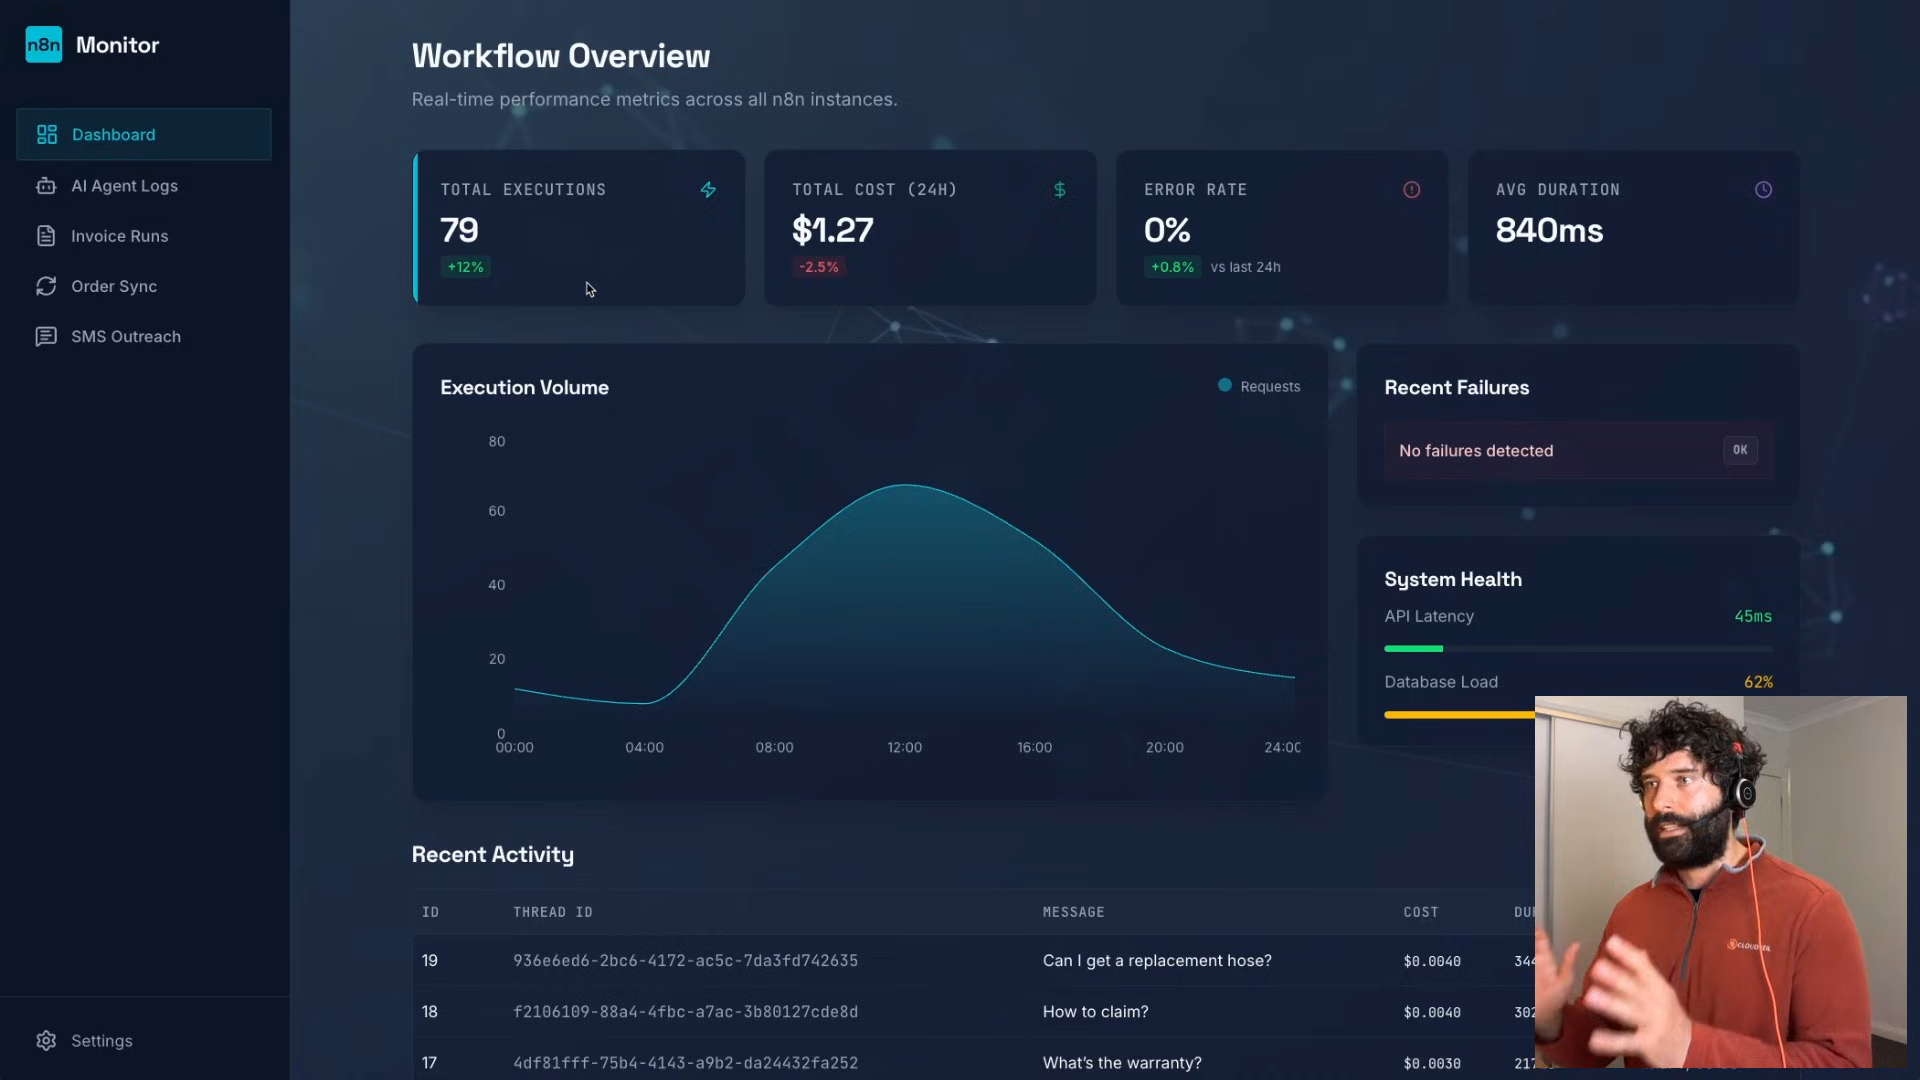 n8n Monitor
Dashboard
AI Agent Logs
Invoice Runs
Order Sync
SMS Outreach
Settings
Workflow Overview
Real-time performance metrics across all n8n instances.
TOTAL EXECUTIONS
79
+12%
TOTAL COST (24H)
$
$1.27
-2.5%
ERROR RATE
0%
+0.8% vs last 24h
AVG DURATION
840ms
Execution Volume
Requests
80
60
40
20
0
00:00 04:00 08:00 12:00 16:00 20:00 24:00
Recent Failures
No failures detected OK
System Health
API Latency 45ms
Database Load 62%
Recent Activity
ID THREAD ID MESSAGE COST
19 936e6ed6-2bc6-4172-ac5c-7da3fd742635 Can I get a replacement hose? $0.0040
18 f2106109-88a4-4fbc-a7ac-3b80127cde8d How to claim? $0.0040
17 4df81fff-75b4-4143-a9b2-da24432fa252 What's the warranty? $0.0030